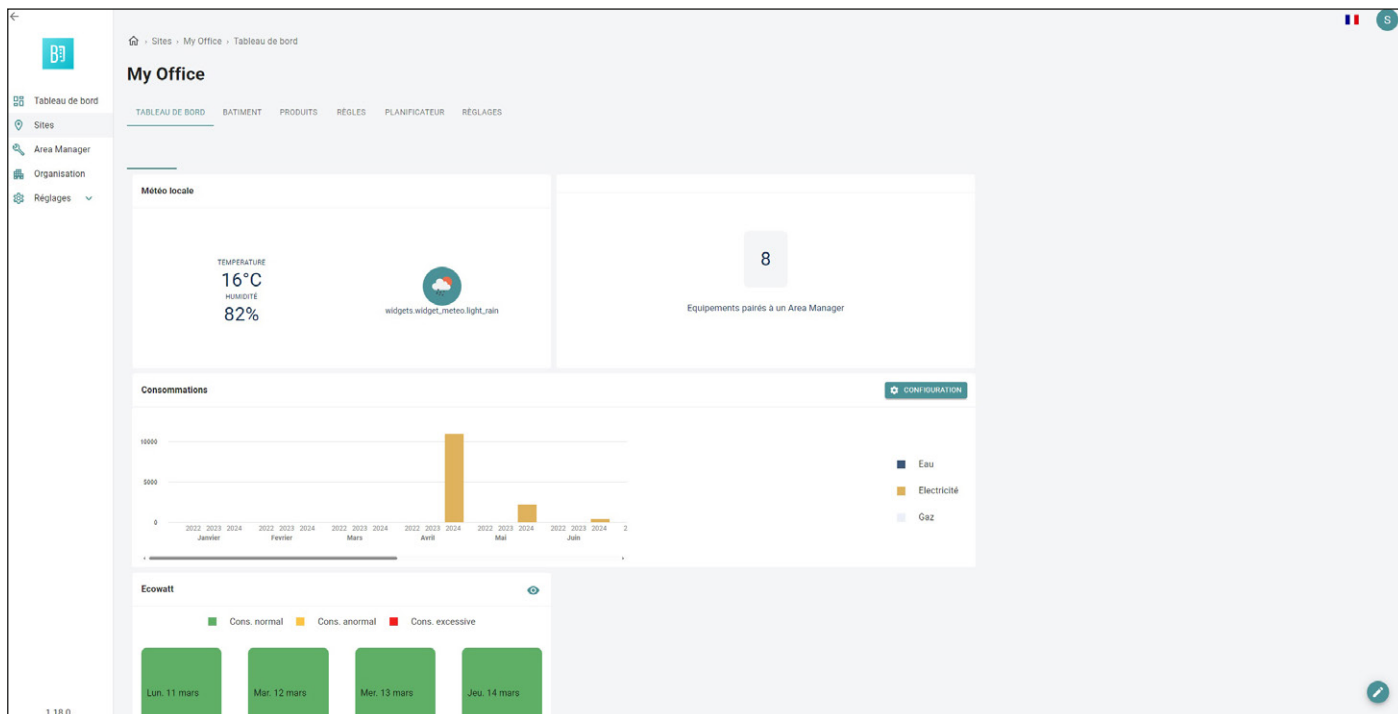 S
B
Sites › My Office › Tableau de bord
My Office
Tableau de bord
Sites
Area Manager
Organisation
Réglages
TABLEAU DE BORD BATIMENT PRODUITS RÈGLES PLANIFICATEUR RÉGLAGES
Météo locale
TEMPERATURE
16°C
HUMIDITÉ
82%
widgets.widget_meteo.light_rain
8
Equipements pairés à un Area Manager
Consommations
CONFIGURATION
10000
5000
0
2022 2023 2024 2022 2023 2024 2022 2023 2024 2022 2023 2024 2022 2023 2024 2022 2023 2024 2
Janvier Fevrier Mars Avril Mai Juin
Eau
Electricité
Gaz
Ecowatt
Cons. normal Cons. anormal Cons. excessive
Lun. 11 mars Mar. 12 mars Mer. 13 mars Jeu. 14 mars
1.18.0